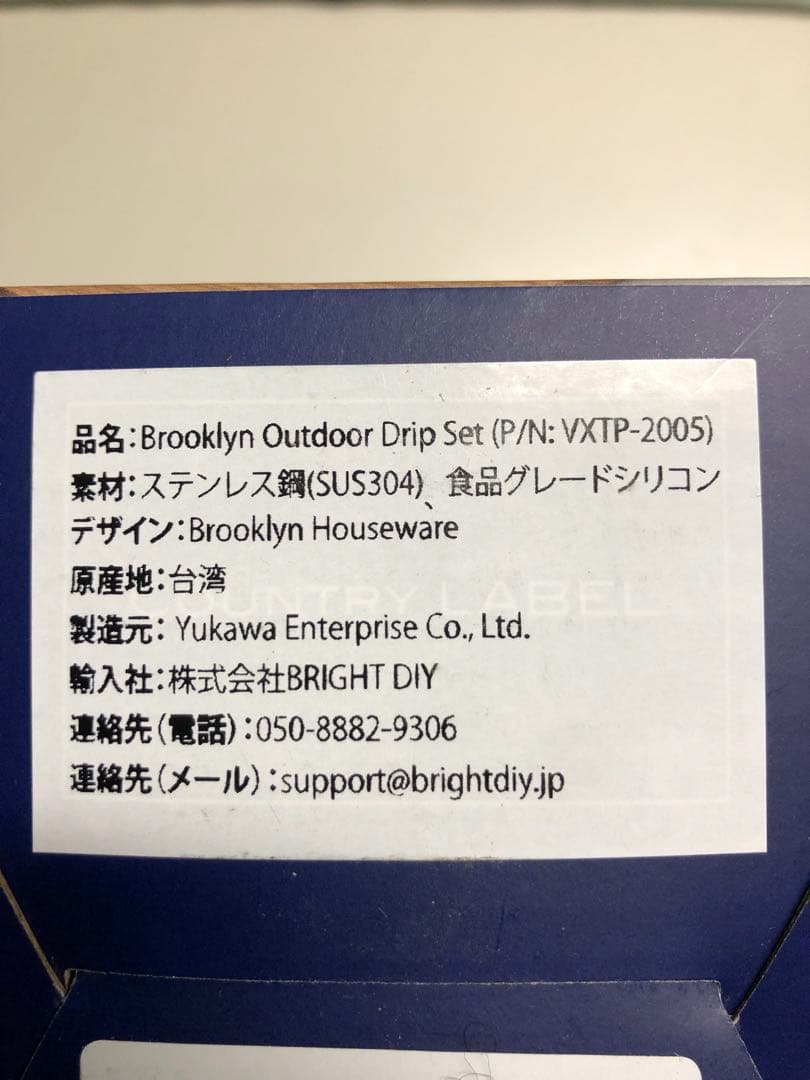 品名:Brooklyn Outdoor Drip Set (P/N: VXTP-2005)
素材:ステンレス鋼(SUS304)、食品グレードシリコン
デザイン:Brooklyn Houseware
原産地:台湾
COUNTRY LABEL
製造元: Yukawa Enterprise Co., Ltd.
輸入社:株式会社BRIGHT DIY
連絡先(電話):050-8882-9306
連絡先(メール):support@brightdiy.jp